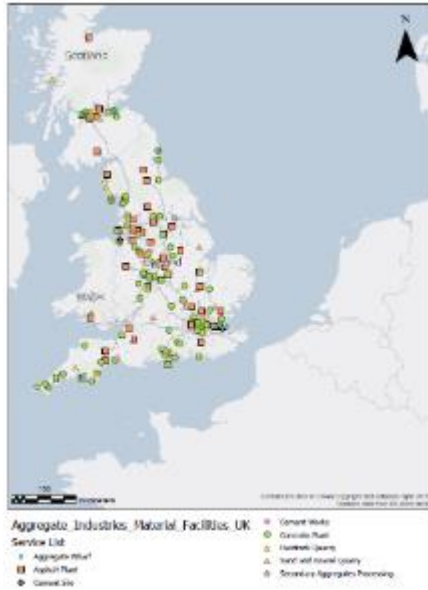 N
Scotland
Aggregate_Industries_Material_Facilities_UK
Service List
Aggregate Wharf
Asphalt Plant
Cement Site
Cement Works
Concrete Plant
Hardrock Quarry
Sand and Gravel Quarry
Secondary Aggregates Processing